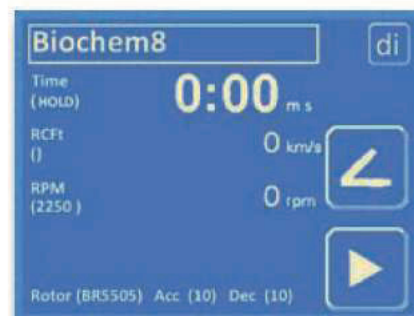 Biochem8
di
Time
(HOLD)
0:00 m s
RCFt
()
0 km/s
RPM
(2250 )
0 rpm
Rotor (BR5505) Acc (10) Dec (10)